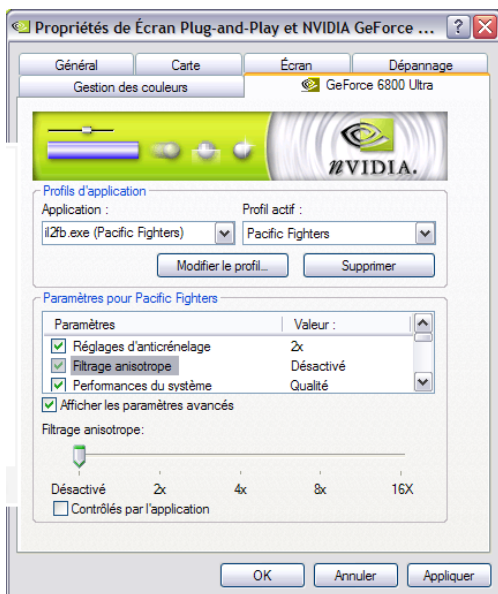 Propriétés de Écran Plug-and-Play et NVIDIA GeForce ...
Général Carte Écran Dépannage
Gestion des couleurs GeForce 6800 Ultra
nVIDIA.
Profils d'application
Application : Profil actif :
il2fb.exe (Pacific Fighters) Pacific Fighters
Modifier le profil... Supprimer
Paramètres pour Pacific Fighters
Paramètres Valeur :
Réglages d'anticrénelage 2x
Filtrage anisotrope Désactivé
Performances du système Qualité
Afficher les paramètres avancés
Filtrage anisotrope:
Désactivé 2x 4x 8x 16X
Contrôlés par l'application
OK Annuler Appliquer